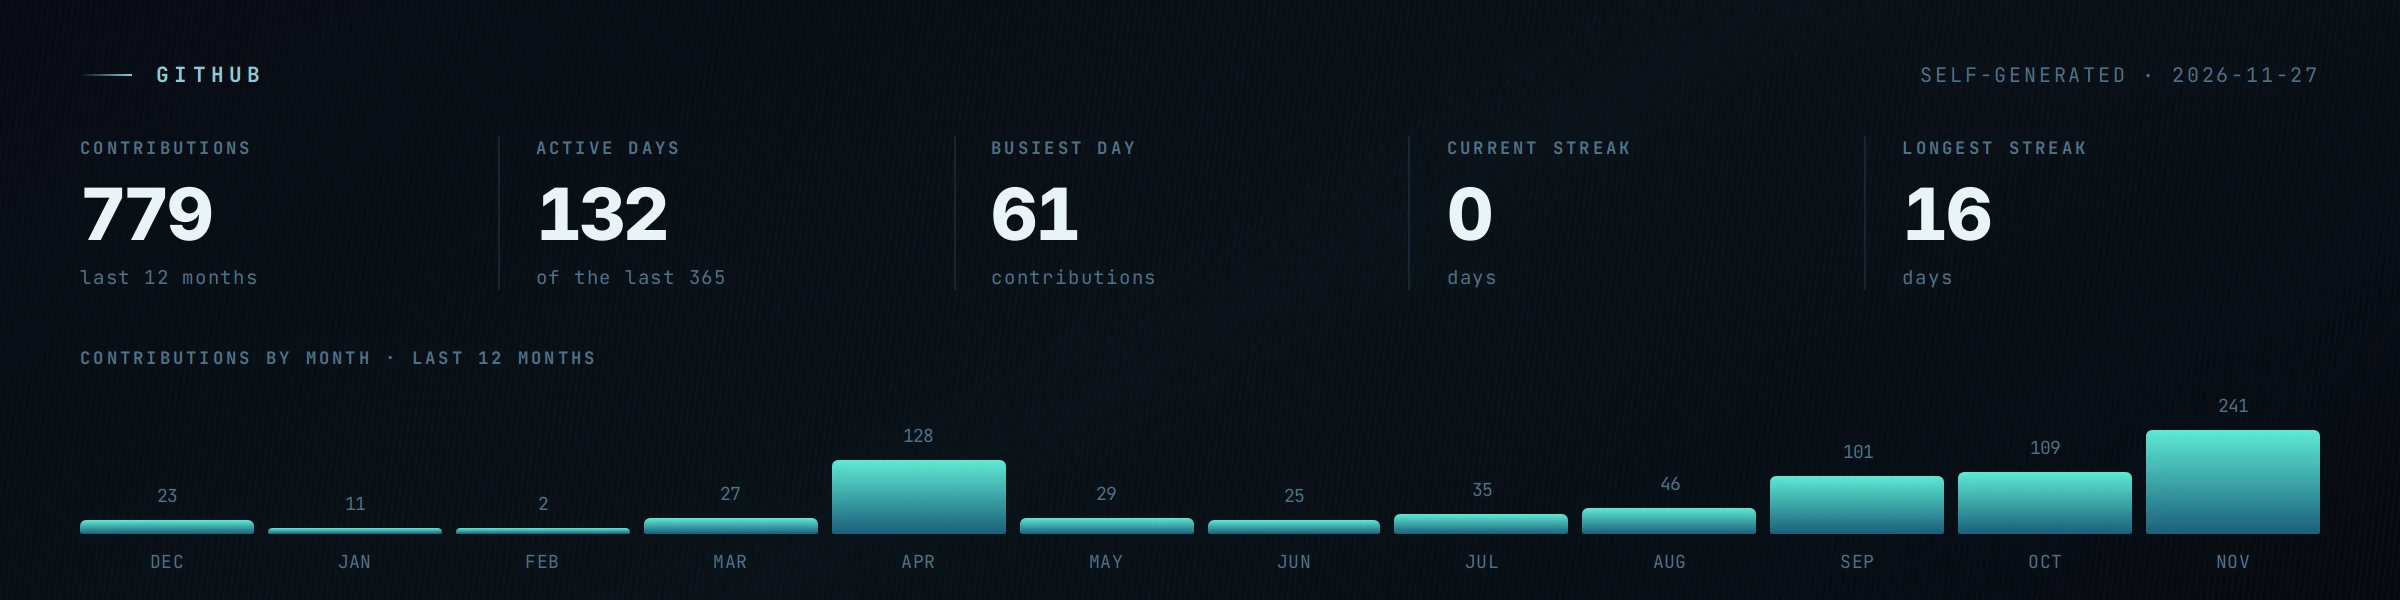 GITHUB
SELF-GENERATED · 2026-11-27
CONTRIBUTIONS
779
last 12 months
ACTIVE DAYS
132
of the last 365
BUSIEST DAY
61
contributions
CURRENT STREAK
0
days
LONGEST STREAK
16
days
CONTRIBUTIONS BY MONTH · LAST 12 MONTHS
23 11 2 27 128 29 25 35 46 101 109 241
DEC JAN FEB MAR APR MAY JUN JUL AUG SEP OCT NOV